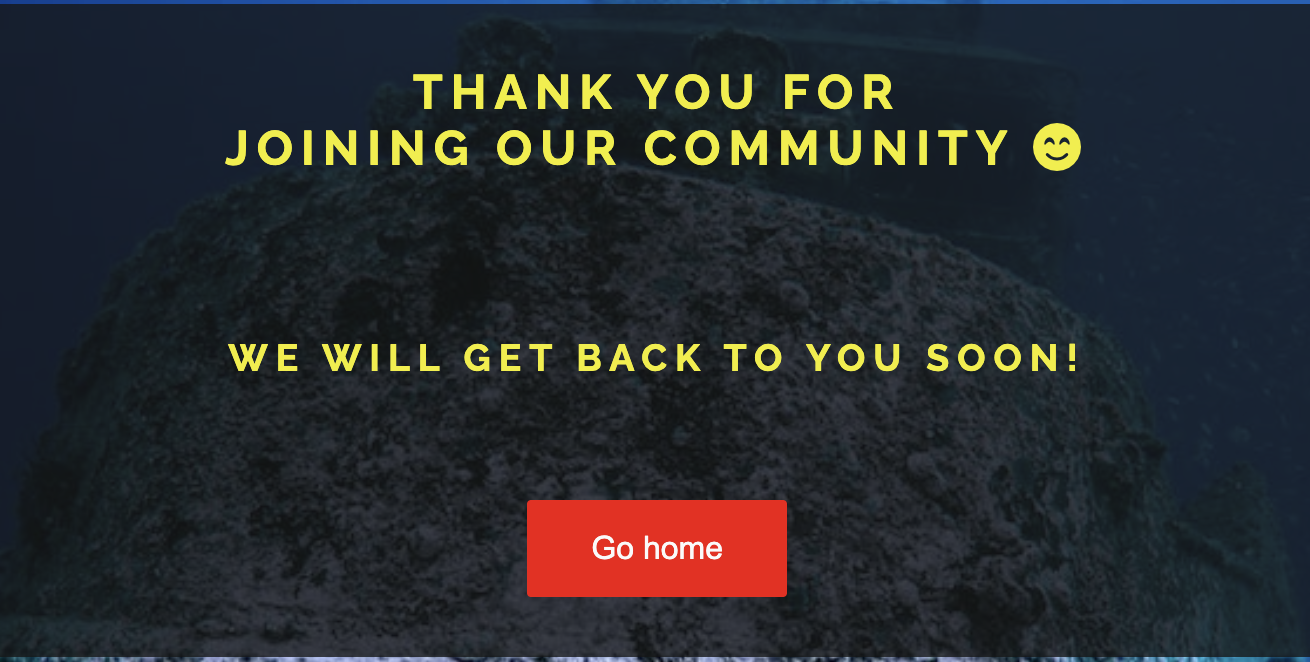 THANK YOU FOR
JOINING OUR COMMUNITY 😊
WE WILL GET BACK TO YOU SOON!
Go home